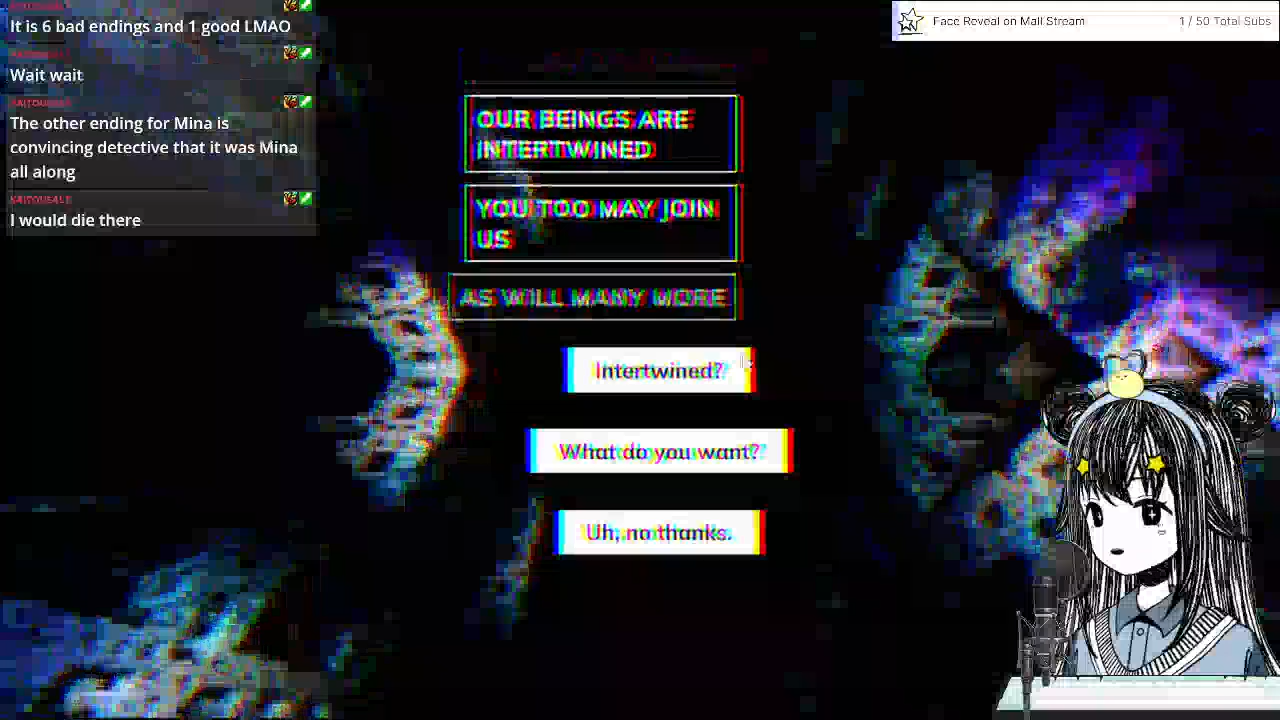 It is 6 bad endings and 1 good LMAO
Wait wait
KAITOU64LE
The other ending for Mina is
convincing detective that it was Mina
all along
I would die there
OUR BEINGS ARE
INTERTWINED
YOU TOO MAY JOIN
US
AS WILL MANY MORE
Intertwined?
What do you want?
Uh, no thanks.
Face Reveal on Mall Stream
1 / 50 Total Subs